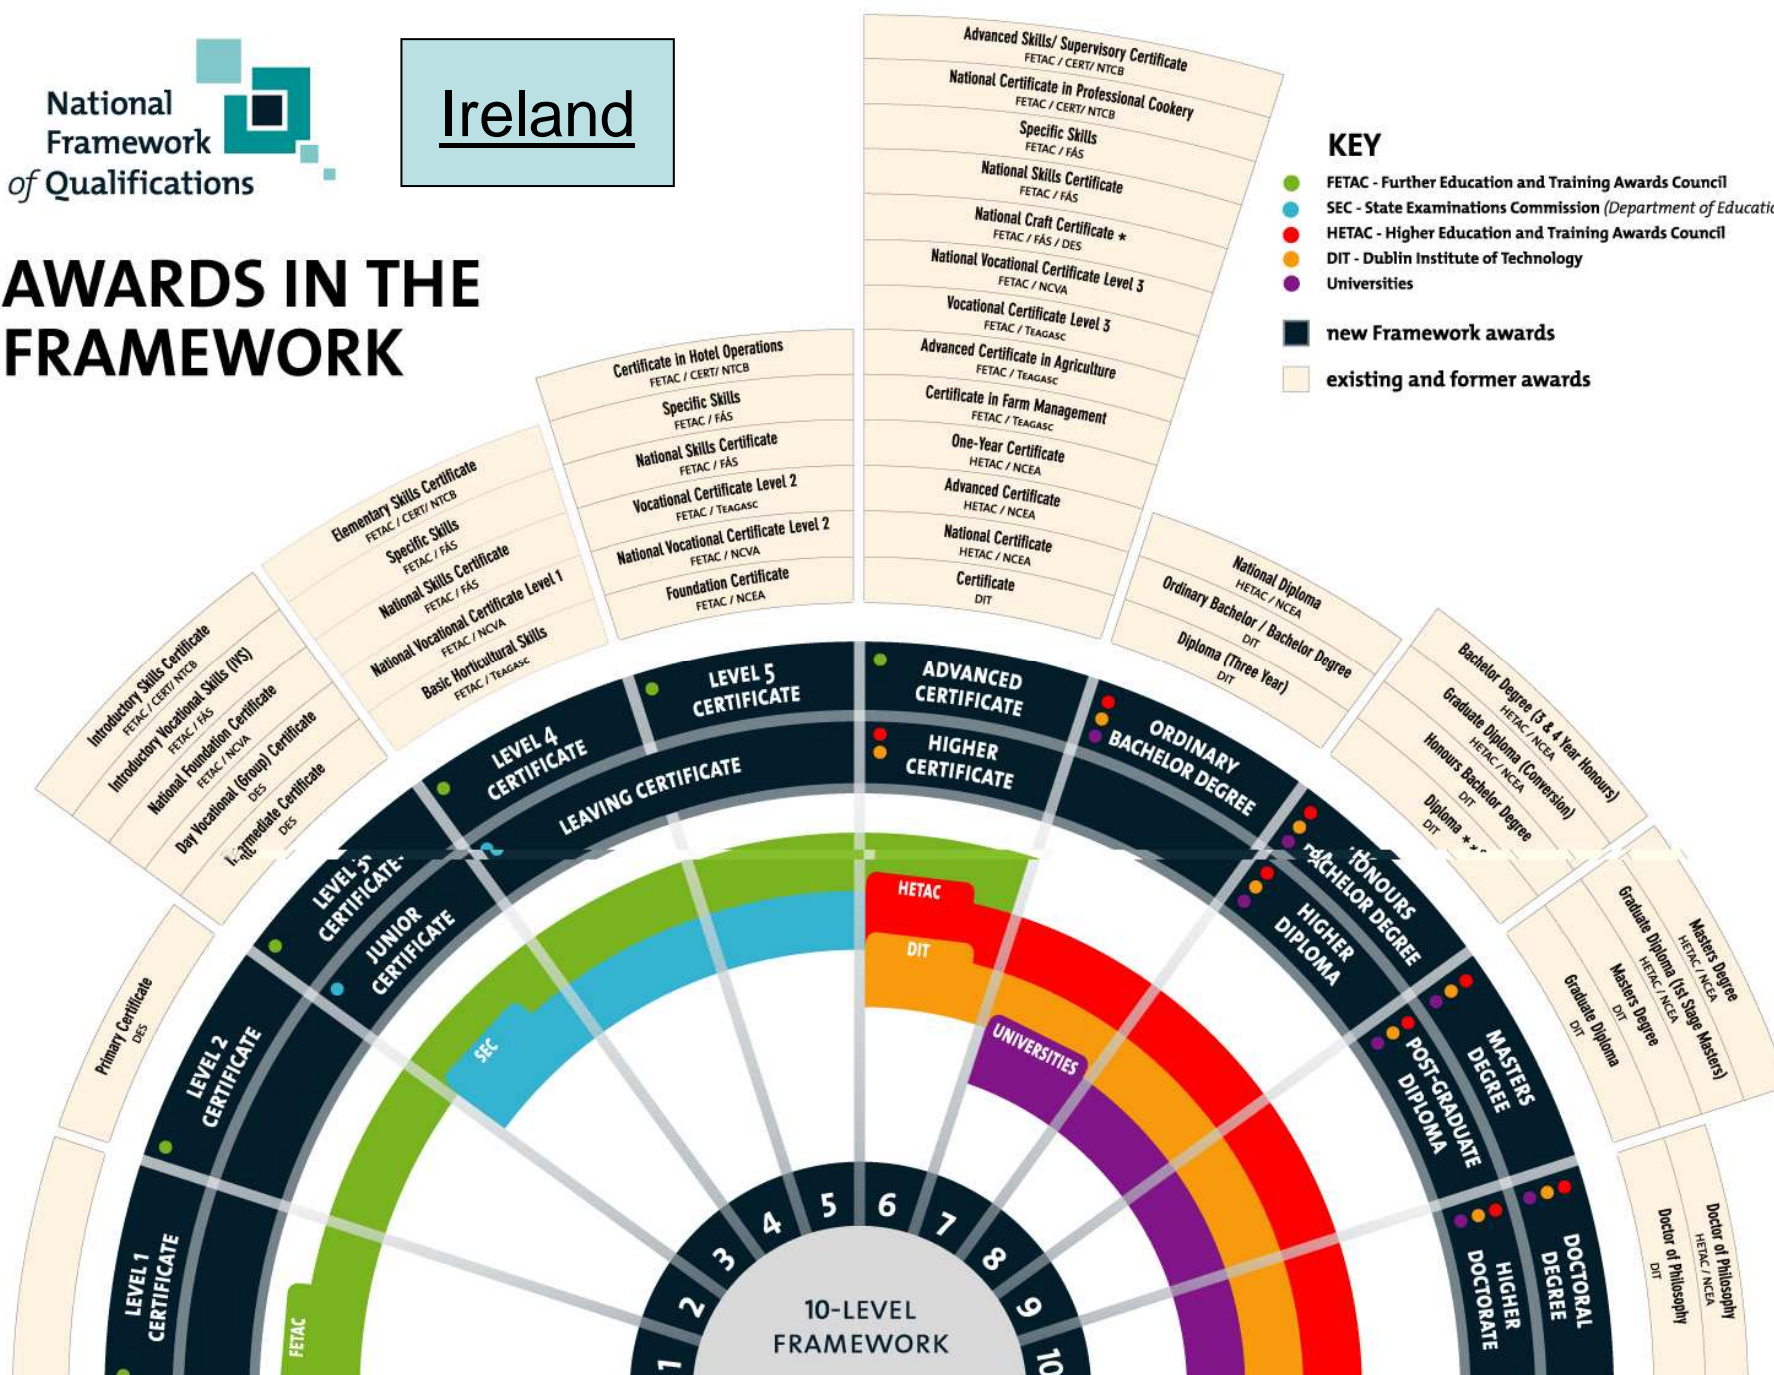 National
Framework
of Qualifications
Ireland
AWARDS IN THE
FRAMEWORK
KEY
FETAC - Further Education and Training Awards Council
SEC - State Examinations Commission (Department of Educatio
HETAC - Higher Education and Training Awards Council
DIT - Dublin Institute of Technology
Universities
new Framework awards
existing and former awards
Primary Certificate
DES
Introductory Skills Certificate
FETAC / CERT/ NTCB
Introductory Vocational Skills (IVS)
FETAC / FÁS
National Foundation Certificate
FETAC / NCVA
Day Vocational (Group) Certificate
DES
Certificate
DES
Elementary Skills Certificate
FETAC / CERT/ NTCB
Specific Skills
FETAC / FÁS
National Skills Certificate
FETAC / FÁS
National Vocational Certificate Level 1
FETAC / NCVA
Basic Horticultural Skills
FETAC / TEAGASC
Certificate in Hotel Operations
FETAC / CERT/ NTCB
Specific Skills
FETAC / FÁS
National Skills Certificate
FETAC / FÁS
Vocational Certificate Level 2
FETAC / TEAGASC
National Vocational Certificate Level 2
FETAC / NCVA
Foundation Certificate
FETAC / NCEA
Advanced Skills/ Supervisory Certificate
FETAC / CERT/ NTCB
National Certificate in Professional Cookery
FETAC / CERT/ NTCB
Specific Skills
FETAC / FÁS
National Skills Certificate
FETAC / FÁS
National Craft Certificate *
FETAC / FÁS / DES
National Vocational Certificate Level 3
FETAC / NCVA
Vocational Certificate Level 3
FETAC / TEAGASC
Advanced Certificate in Agriculture
FETAC / TEAGASC
Certificate in Farm Management
FETAC / TEAGASC
One-Year Certificate
HETAC / NCEA
Advanced Certificate
HETAC / NCEA
National Certificate
HETAC / NCEA
Certificate
DIT
National Diploma
HETAC / NCEA
Ordinary Bachelor / Bachelor Degree
DIT
Diploma (Three Year)
DIT
Bachelor Degree (3 & 4 Year Honours)
HETAC / NCEA
Graduate Diploma (Conversion)
HETAC / NCEA
Honours Bachelor Degree
DIT
Diploma * *
DIT
Masters Degree
HETAC / NCEA
Graduate Diploma (1st Stage Masters)
HETAC / NCEA
Masters Degree
DIT
Graduate Diploma
DIT
Doctor of Philosophy
HETAC / NCEA
Doctor of Philosophy
DIT
LEVEL 1
CERTIFICATE
LEVEL 2
CERTIFICATE
LEVEL 3
CERTIFICATE
JUNIOR
CERTIFICATE
LEVEL 4
CERTIFICATE
LEVEL 5
CERTIFICATE
LEAVING CERTIFICATE
ADVANCED
CERTIFICATE
HIGHER
CERTIFICATE
ORDINARY
BACHELOR DEGREE
HONOURS
BACHELOR DEGREE
HIGHER
DIPLOMA
MASTERS
DEGREE
POST-GRADUATE
DIPLOMA
DOCTORAL
DEGREE
HIGHER
DOCTORATE
FETAC
SEC
HETAC
DIT
UNIVERSITIES
1
2
3
4
5
6
7
8
9
10
10-LEVEL
FRAMEWORK